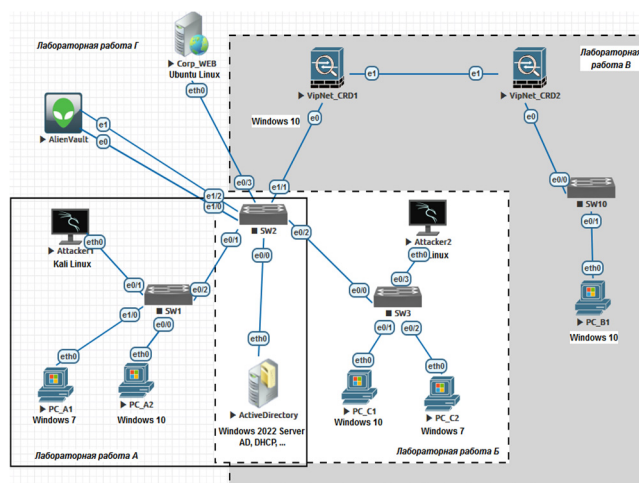 Лабораторная работа Г
Corp_WEB
Ubuntu Linux
eth0
Лабораторная
работа В
VipNet_CRD1
e1
e1
VipNet_CRD2
Windows 10
e0
e0
AlienVault
e1
e0
e0/3
e1/1
e1/2
e1/0
SW2
e0/1
e0/2
e0/0
e0/0
SW10
e0/1
eth0
PC_B1
Windows 10
Attacker1
eth0
Kali Linux
e0/1
e0/2
SW1
e1/0
e0/0
eth0
eth0
PC_A1
Windows 7
PC_A2
Windows 10
Attacker2
eth0
Linux
e0/3
e0/0
SW3
e0/1
e0/2
eth0
eth0
PC_C1
Windows 10
PC_C2
Windows 7
eth0
ActiveDirectory
Windows 2022 Server
AD, DHCP, ...
Лабораторная работа А
Лабораторная работа Б